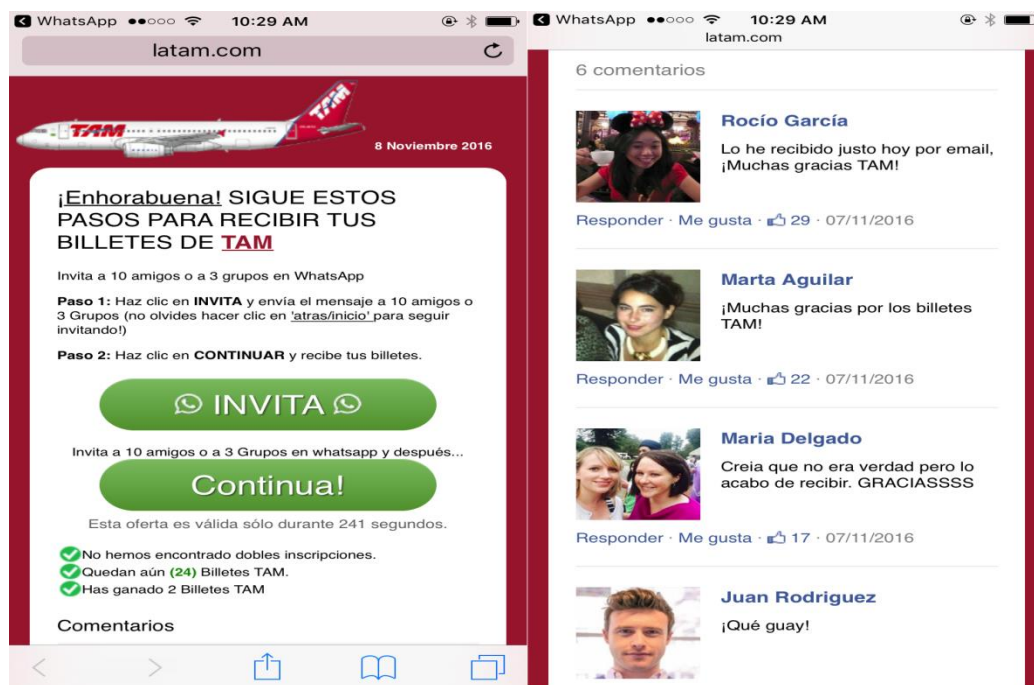 WhatsApp 10:29 AM
latam.com
TAM
TAM
8 Noviembre 2016
¡Enhorabuena! SIGUE ESTOS
PASOS PARA RECIBIR TUS
BILLETES DE TAM
Invita a 10 amigos o a 3 grupos en WhatsApp
Paso 1: Haz clic en INVITA y envía el mensaje a 10 amigos o
3 Grupos (no olvides hacer clic en 'atras/inicio' para seguir
invitando!)
Paso 2: Haz clic en CONTINUAR y recibe tus billetes.
INVITA
Invita a 10 amigos o a 3 Grupos en whatsapp y después...
Continua!
Esta oferta es válida sólo durante 241 segundos.
No hemos encontrado dobles inscripciones.
Quedan aún (24) Billetes TAM.
Has ganado 2 Billetes TAM
Comentarios
WhatsApp 10:29 AM
latam.com
6 comentarios
Rocío García
Lo he recibido justo hoy por email,
¡Muchas gracias TAM!
Responder · Me gusta · 29 · 07/11/2016
Marta Aguilar
¡Muchas gracias por los billetes
TAM!
Responder · Me gusta · 22 · 07/11/2016
Maria Delgado
Creia que no era verdad pero lo
acabo de recibir. GRACIASSSS
Responder · Me gusta · 17 · 07/11/2016
Juan Rodriguez
¡Qué guay!